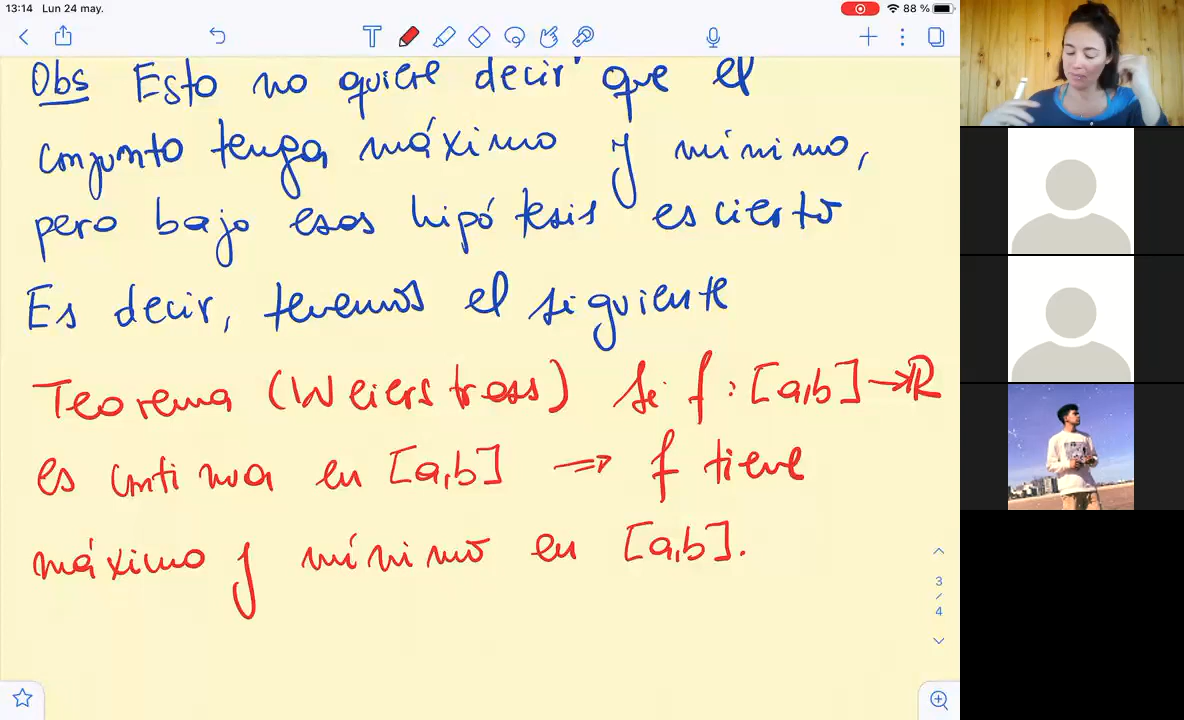 13:14 Lun 24 may.
88 %
T
Obs Esto no quiere decir que el
conjunto tenga máximo y mínimo,
pero bajo esas hipótesis es cierto
Es decir, tenemos el siguiente
Teorema (Weierstrass) Si f : [a,b] → ℝ
es continua en [a,b] ⇒ f tiene
máximo y mínimo en [a,b].
3
/
4